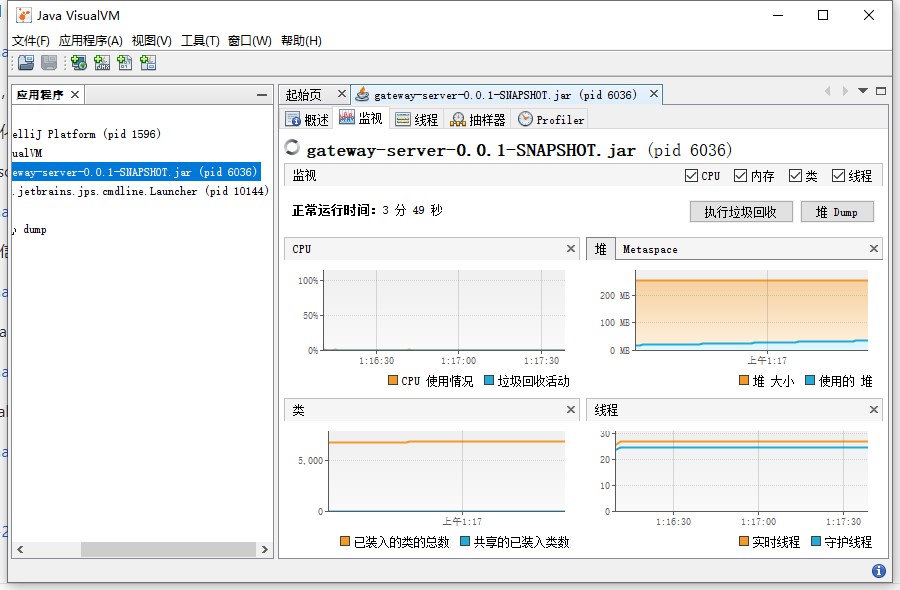 Java VisualVM
文件(F) 应用程序(A) 视图(V) 工具(T) 窗口(W) 帮助(H)
应用程序
elliJ Platform (pid 1596)
ualVM
eway-server-0.0.1-SNAPSHOT.jar (pid 6036)
.jetbrains.jps.cmdline.Launcher (pid 10144)
dump
起始页 gateway-server-0.0.1-SNAPSHOT.jar (pid 6036)
概述 监视 线程 抽样器 Profiler
gateway-server-0.0.1-SNAPSHOT.jar (pid 6036)
监视 CPU 内存 类 线程
正常运行时间: 3 分 49 秒 执行垃圾回收 堆 Dump
CPU
100%
50%
0%
1:16:30 1:17:00 1:17:30
CPU 使用情况 垃圾回收活动
堆 Metaspace
200 MB
100 MB
0 MB
上午1:17
堆 大小 使用的 堆
类
5,000
0
上午1:17
已装入的类的总数 共享的已装入类数
线程
30
20
10
0
1:16:30 1:17:00 1:17:30
实时线程 守护线程